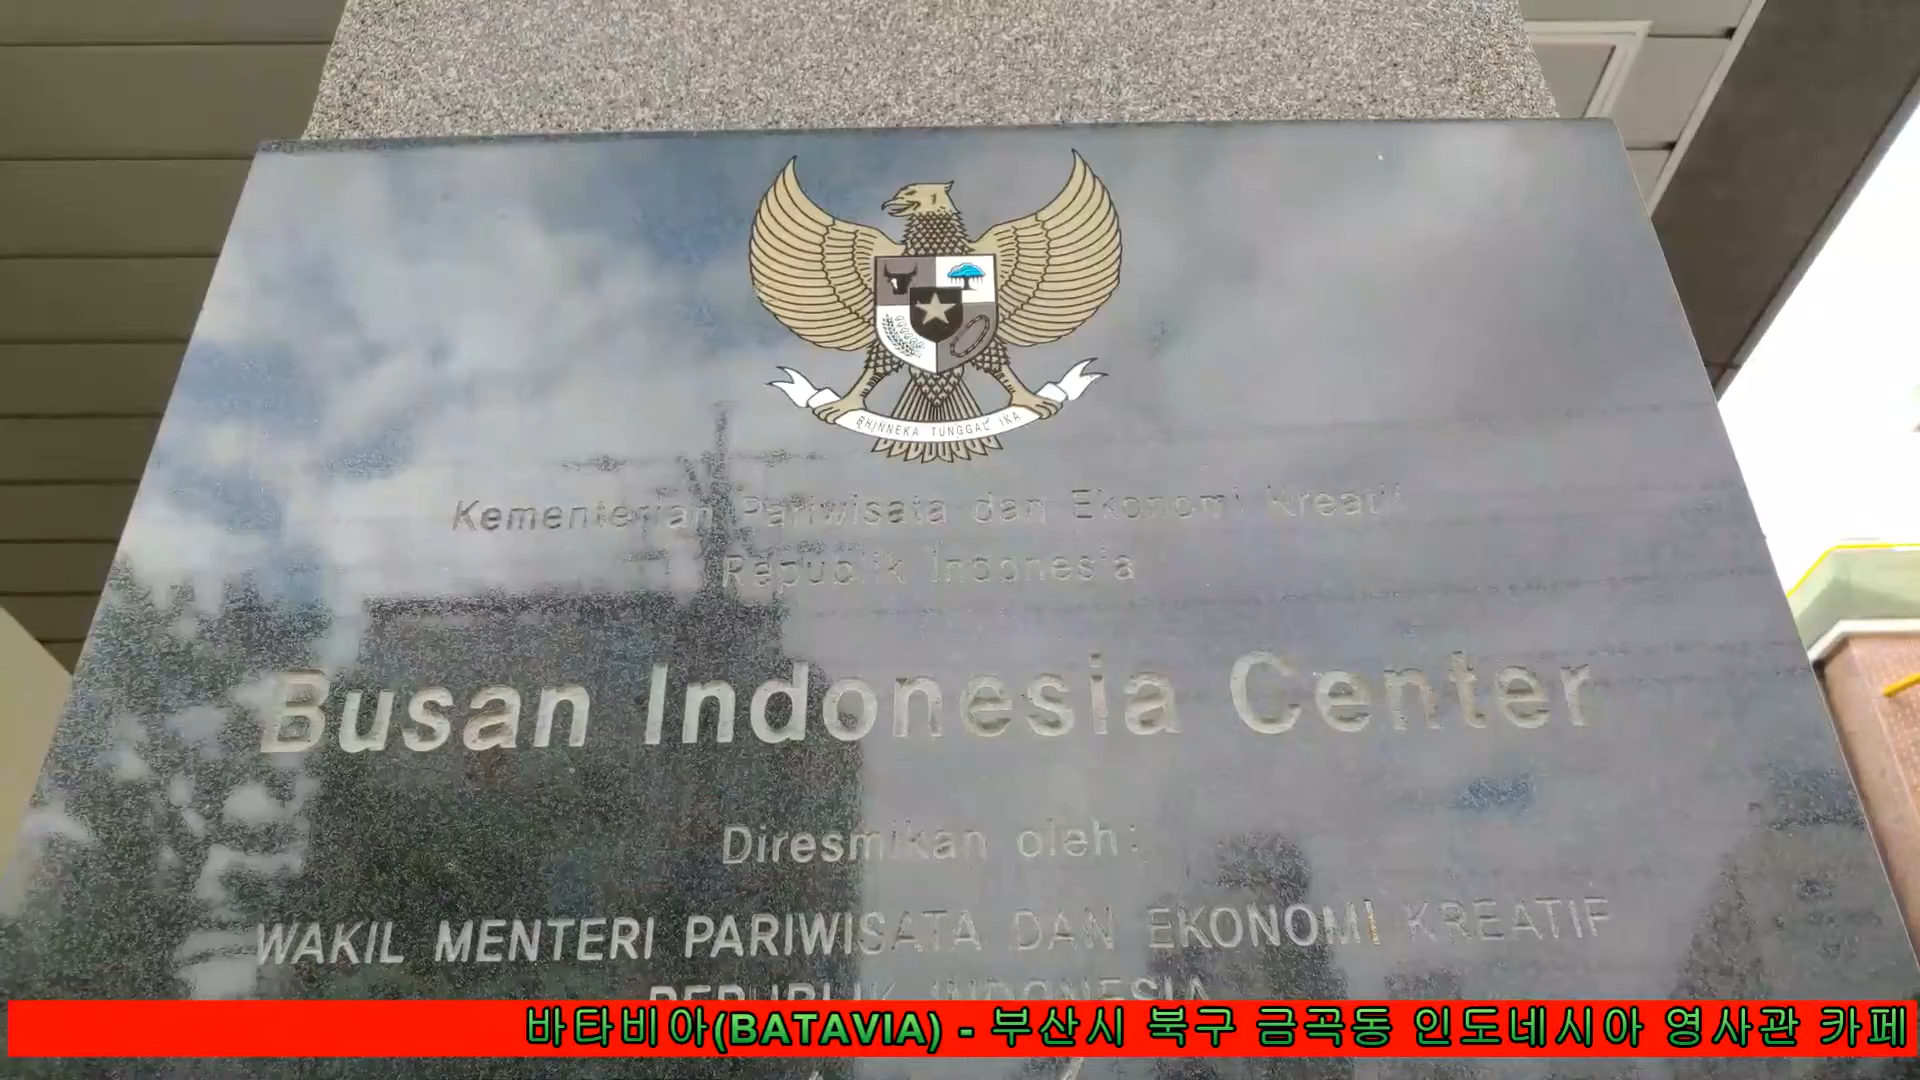 BHINNEKA TUNGGAL IKA
Kementerian Pariwisata dan Ekonomi Kreatif
Republik Indonesia
Busan Indonesia Center
Diresmikan oleh:
WAKIL MENTERI PARIWISATA DAN EKONOMI KREATIF
REPUBLIK INDONESIA
바타비아(BATAVIA) - 부산시 북구 금곡동 인도네시아 영사관 카페